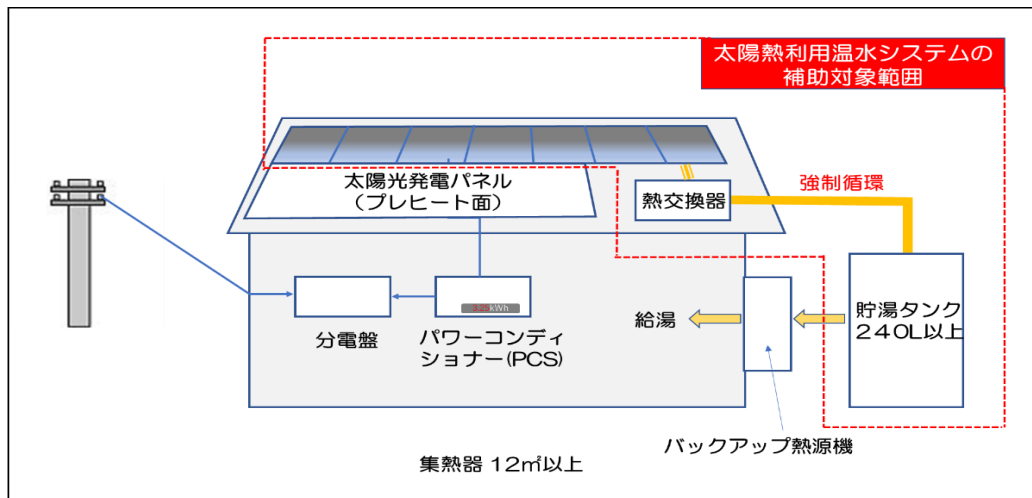 太陽熱利用温水システムの
補助対象範囲
太陽光発電パネル
（プレヒート面）
熱交換器
強制循環
3.25kWh
分電盤
パワーコンディ
ショナー(PCS)
給湯
貯湯タンク
240L以上
バックアップ熱源機
集熱器 12㎡以上